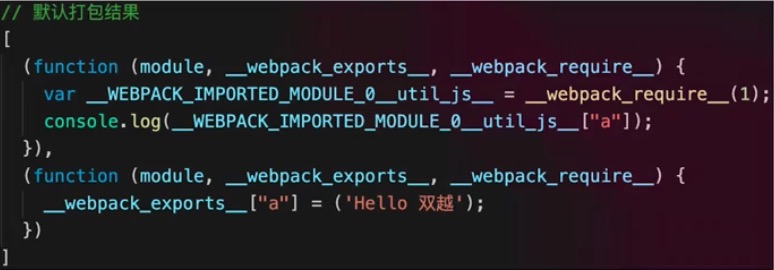 // 默认打包结果
[
  (function (module, __webpack_exports__, __webpack_require__) {
    var __WEBPACK_IMPORTED_MODULE_0__util_js__ = __webpack_require__(1);
    console.log(__WEBPACK_IMPORTED_MODULE_0__util_js__["a"]);
  }),
  (function (module, __webpack_exports__, __webpack_require__) {
    __webpack_exports__["a"] = ('Hello 双越');
  })
]